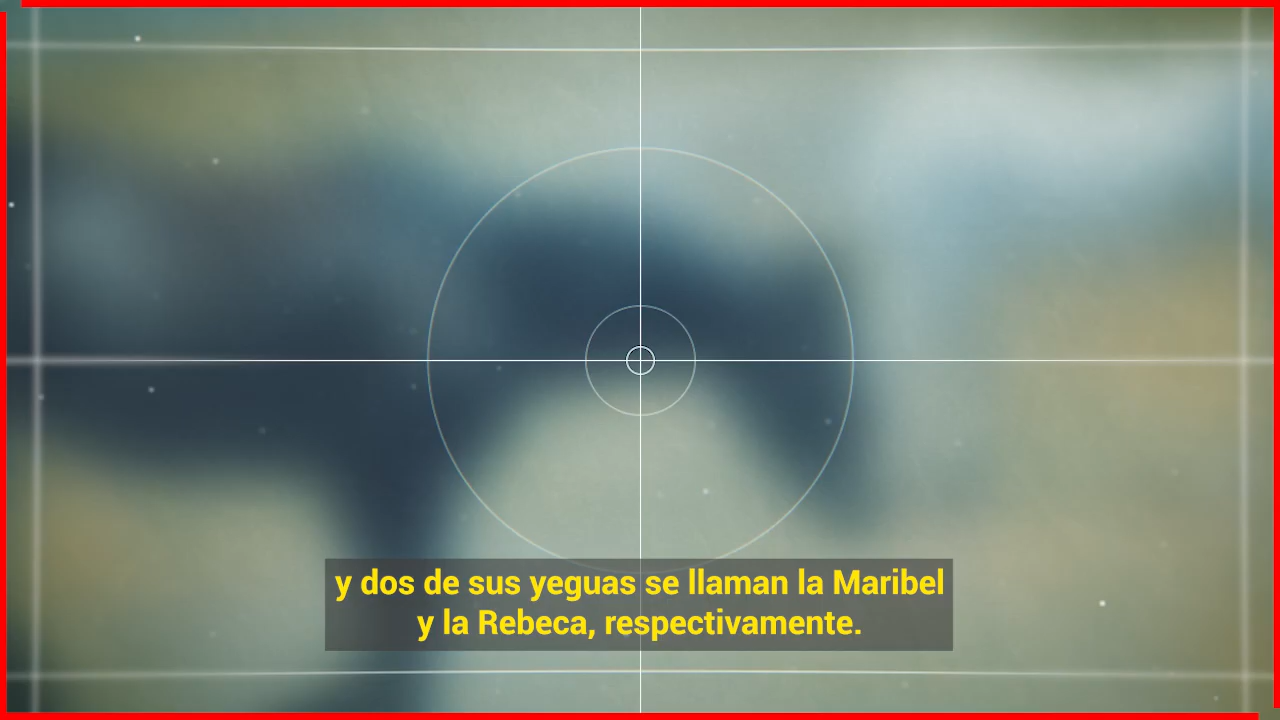 y dos de sus yeguas se llaman la Maribel
y la Rebeca, respectivamente.